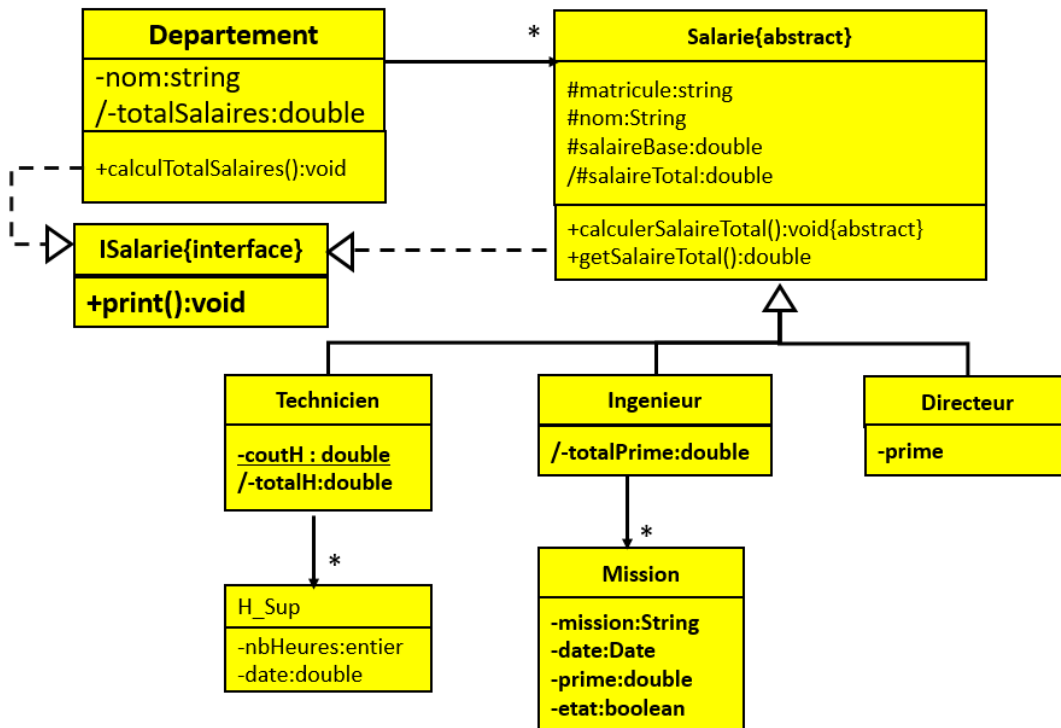 Departement
-nom:string
/-totalSalaires:double
+calculTotalSalaires():void
*
Salarie{abstract}
#matricule:string
#nom:String
#salaireBase:double
/#salaireTotal:double
+calculerSalaireTotal():void{abstract}
+getSalaireTotal():double
ISalarie{interface}
+print():void
Technicien
-coutH : double
/-totalH:double
Ingenieur
/-totalPrime:double
Directeur
-prime
*
*
H_Sup
-nbHeures:entier
-date:double
Mission
-mission:String
-date:Date
-prime:double
-etat:boolean